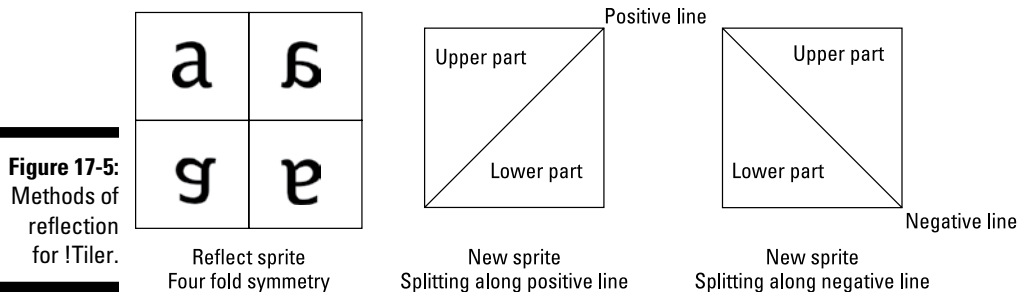 Figure 17-5:
Methods of
reflection
for !Tiler.
a
Reflect sprite
Four fold symmetry
Positive line
Upper part
Lower part
New sprite
Splitting along positive line
Upper part
Lower part
Negative line
New sprite
Splitting along negative line